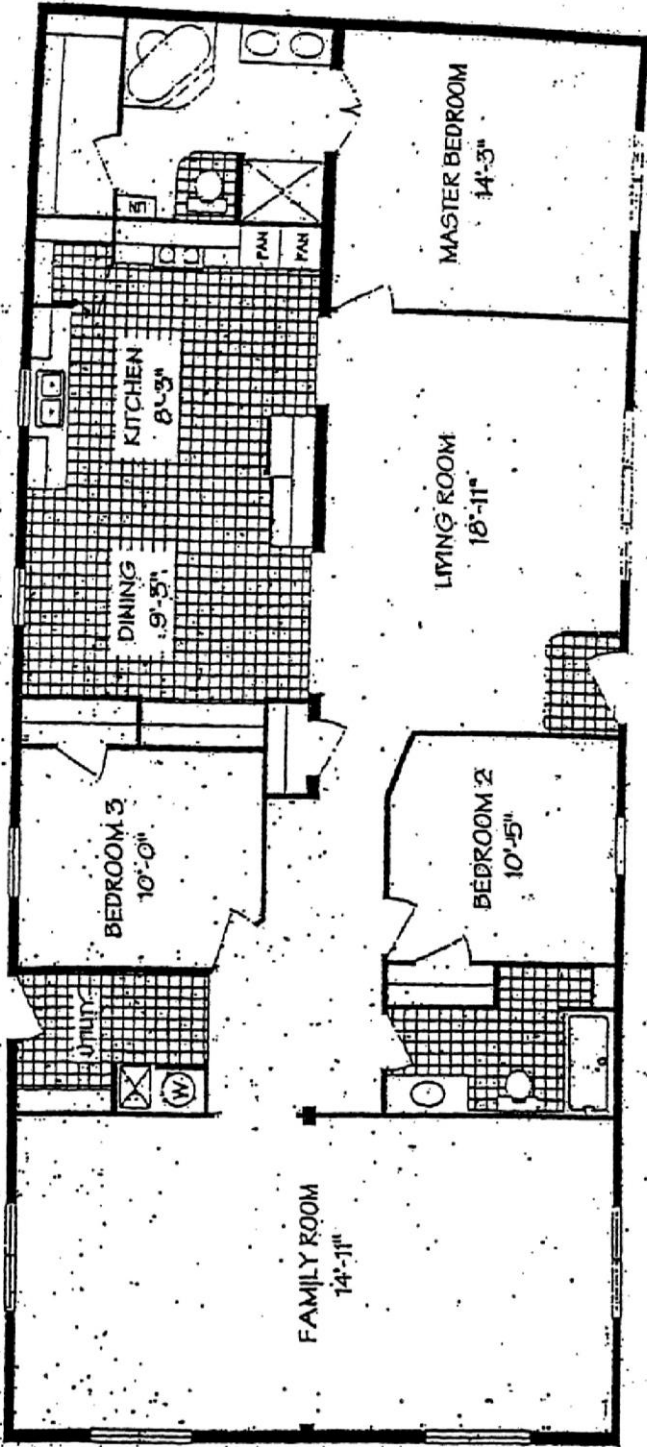 MASTER BEDROOM
14'-3"
PAN
PAN
KITCHEN
8'-3"
LIVING ROOM
18'-11"
DINING
9'-3"
BEDROOM 3
10'-0"
BEDROOM 2
10'-5"
UTILITY
W
FAMILY ROOM
14'-11"